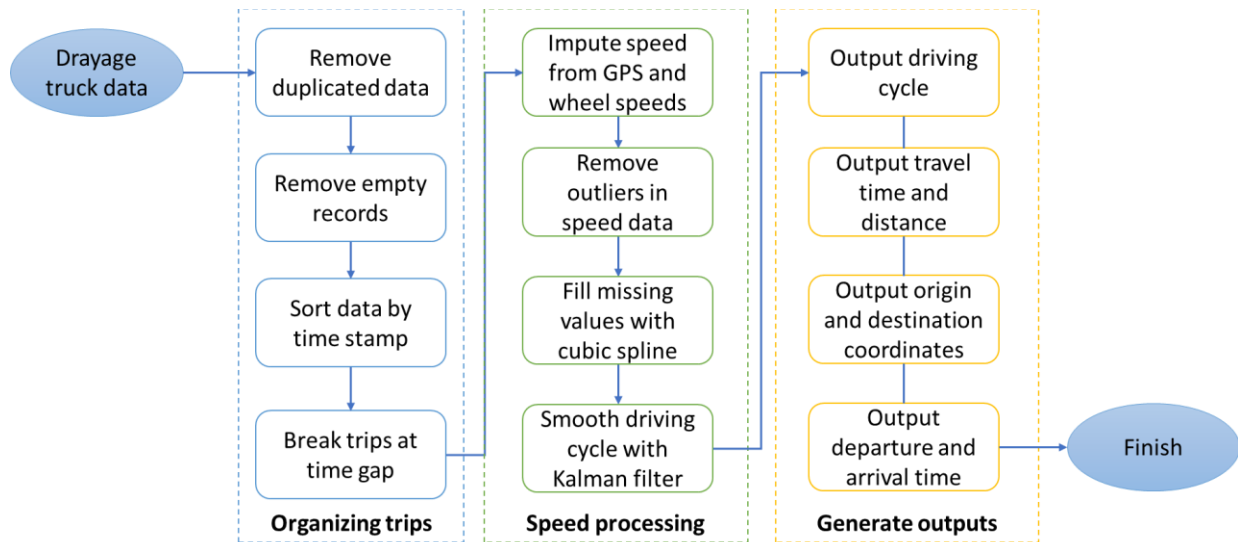 Drayage
truck data
Remove
duplicated data
Remove empty
records
Sort data by
time stamp
Break trips at
time gap
Organizing trips
Impute speed
from GPS and
wheel speeds
Remove
outliers in
speed data
Fill missing
values with
cubic spline
Smooth driving
cycle with
Kalman filter
Speed processing
Output driving
cycle
Output travel
time and
distance
Output origin
and destination
coordinates
Output
departure and
arrival time
Generate outputs
Finish